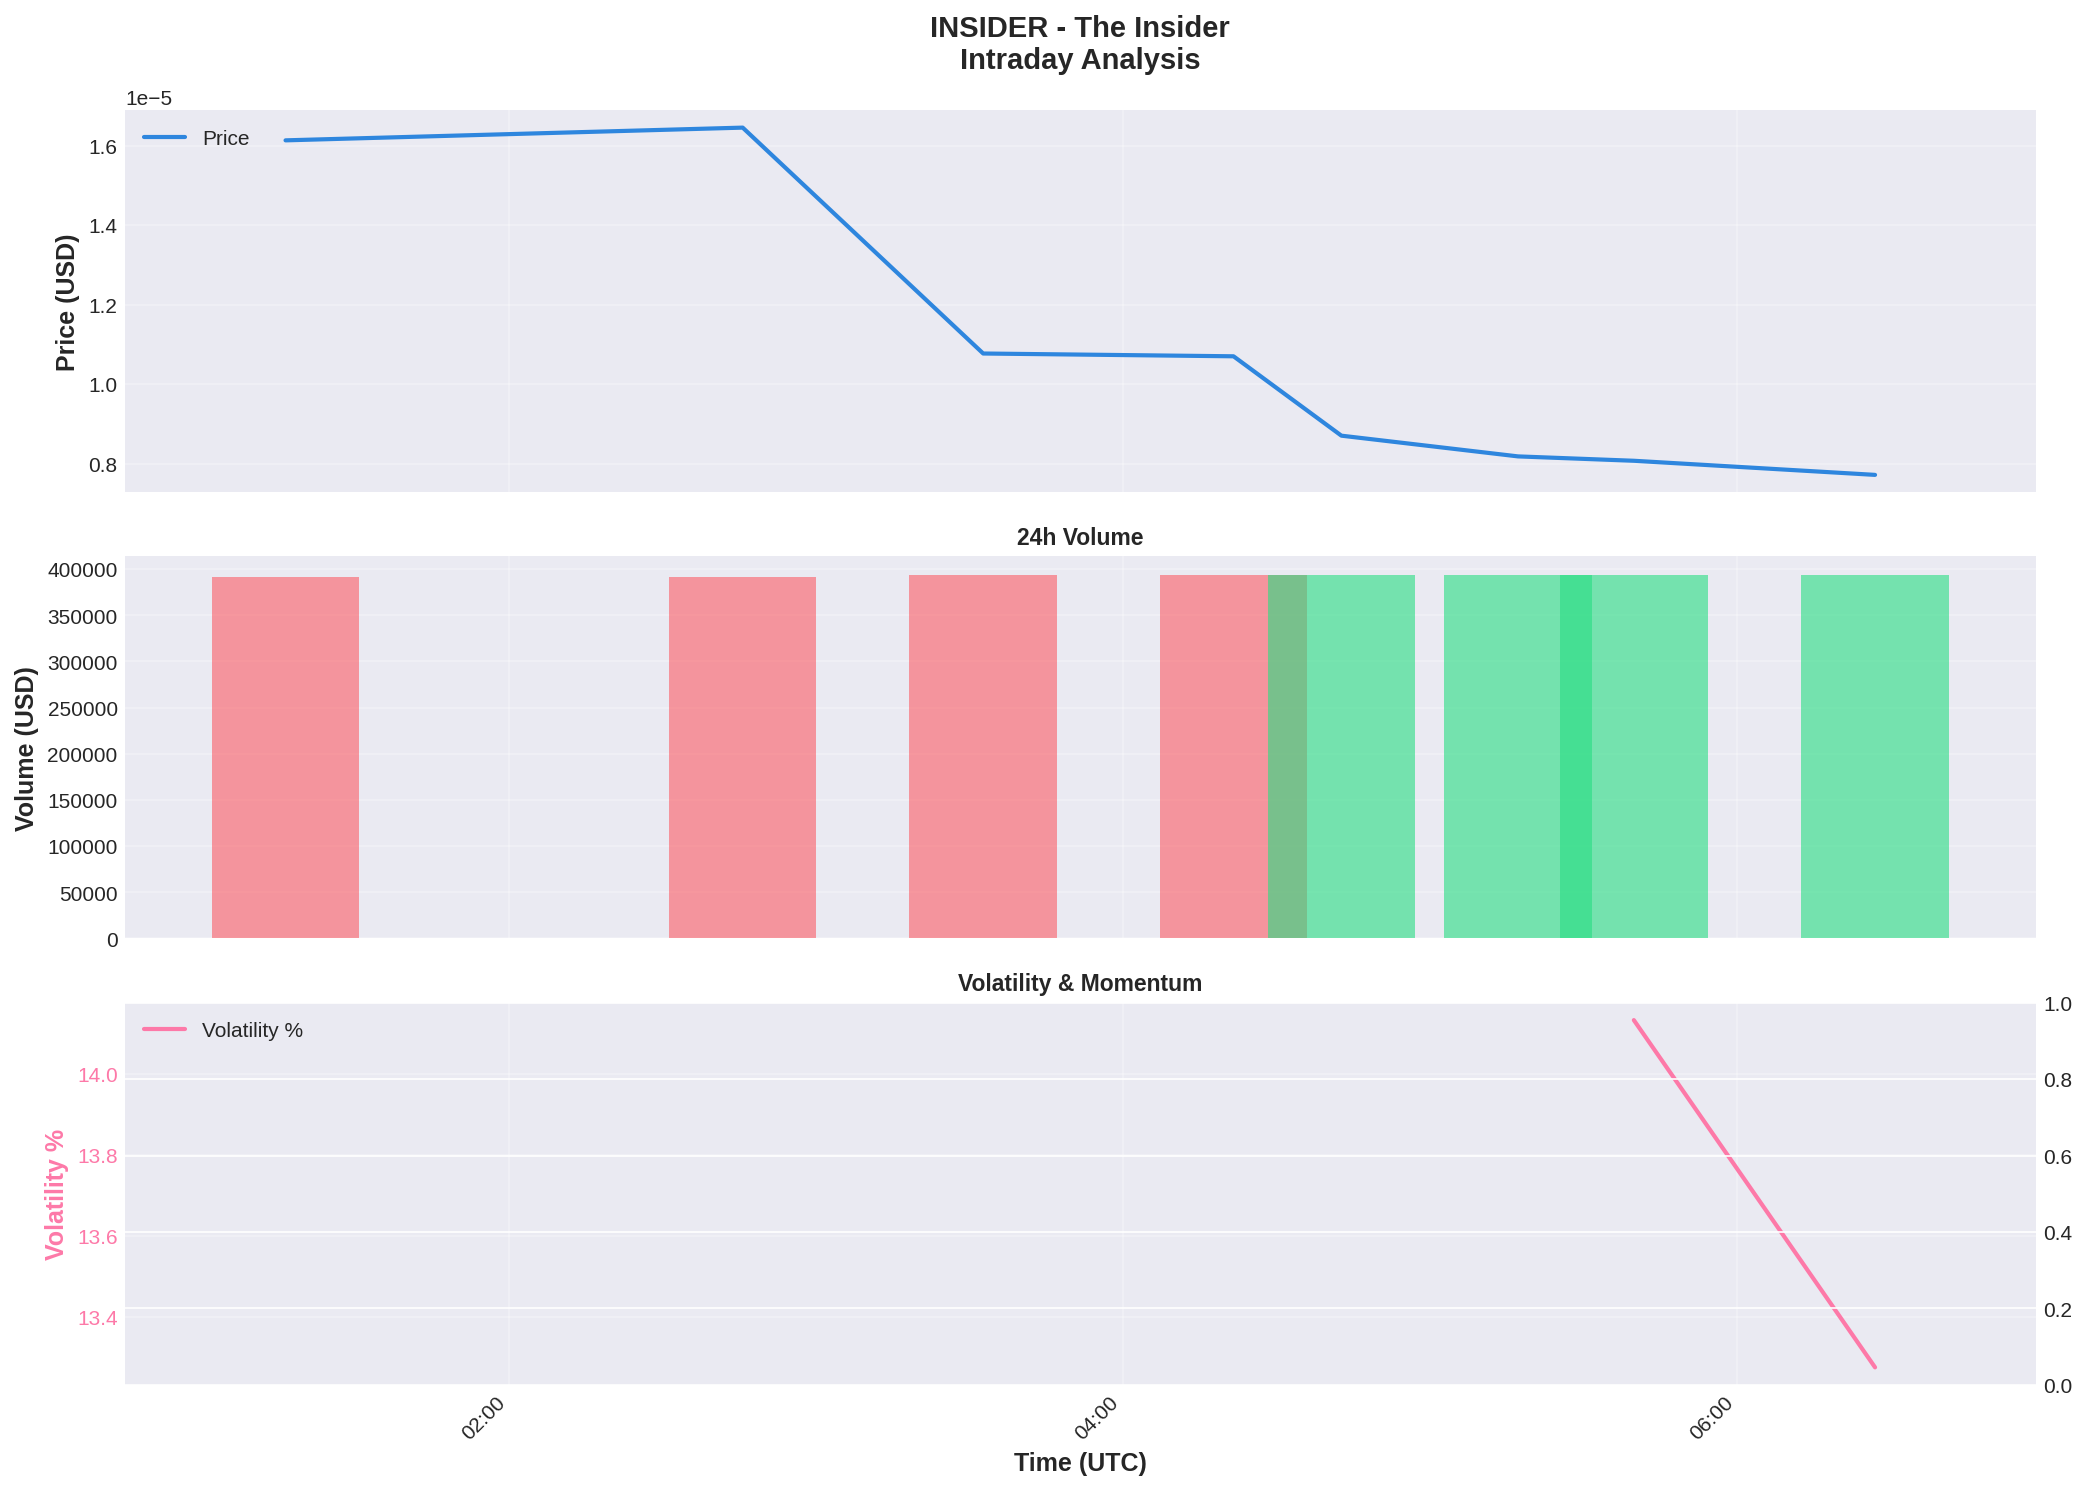 INSIDER - The Insider
Intraday Analysis
1e−5
Price
1.6
1.4
1.2
1.0
0.8
Price (USD)
24h Volume
400000
350000
300000
250000
200000
150000
100000
50000
0
Volume (USD)
Volatility & Momentum
Volatility %
14.0
13.8
13.6
13.4
Volatility %
1.0
0.8
0.6
0.4
0.2
0.0
02:00
04:00
06:00
Time (UTC)